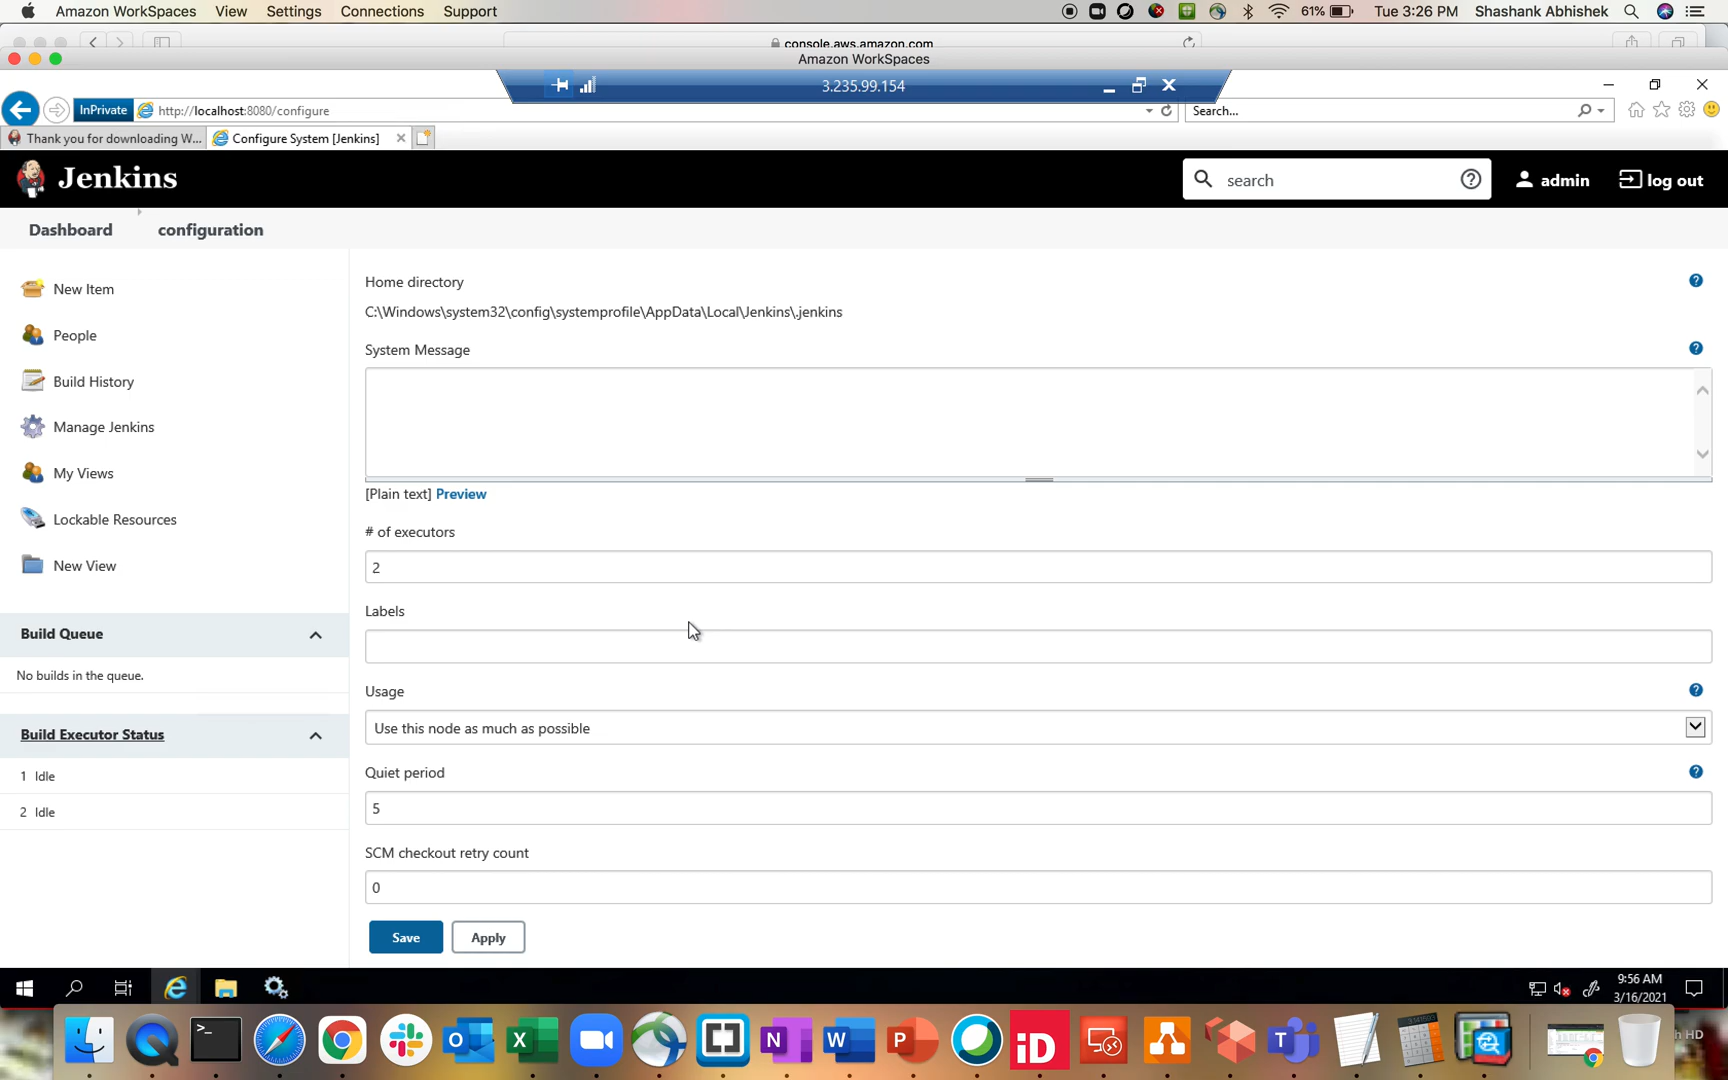 Amazon WorkSpaces View Settings Connections Support 61% Tue 3:26 PM Shashank Abhishek
console.aws.amazon.com
Amazon WorkSpaces
3.235.99.154
InPrivate http://localhost:8080/configure Search...
Thank you for downloading W... Configure System [Jenkins]
Jenkins search admin log out
Dashboard configuration
New Item
People
Build History
Manage Jenkins
My Views
Lockable Resources
New View
Build Queue
No builds in the queue.
Build Executor Status
1 Idle
2 Idle
Home directory
C:\Windows\system32\config\systemprofile\AppData\Local\Jenkins\.jenkins
System Message
[Plain text] Preview
# of executors
2
Labels
Usage
Use this node as much as possible
Quiet period
5
SCM checkout retry count
0
Save Apply
9:56 AM
3/16/2021
HD